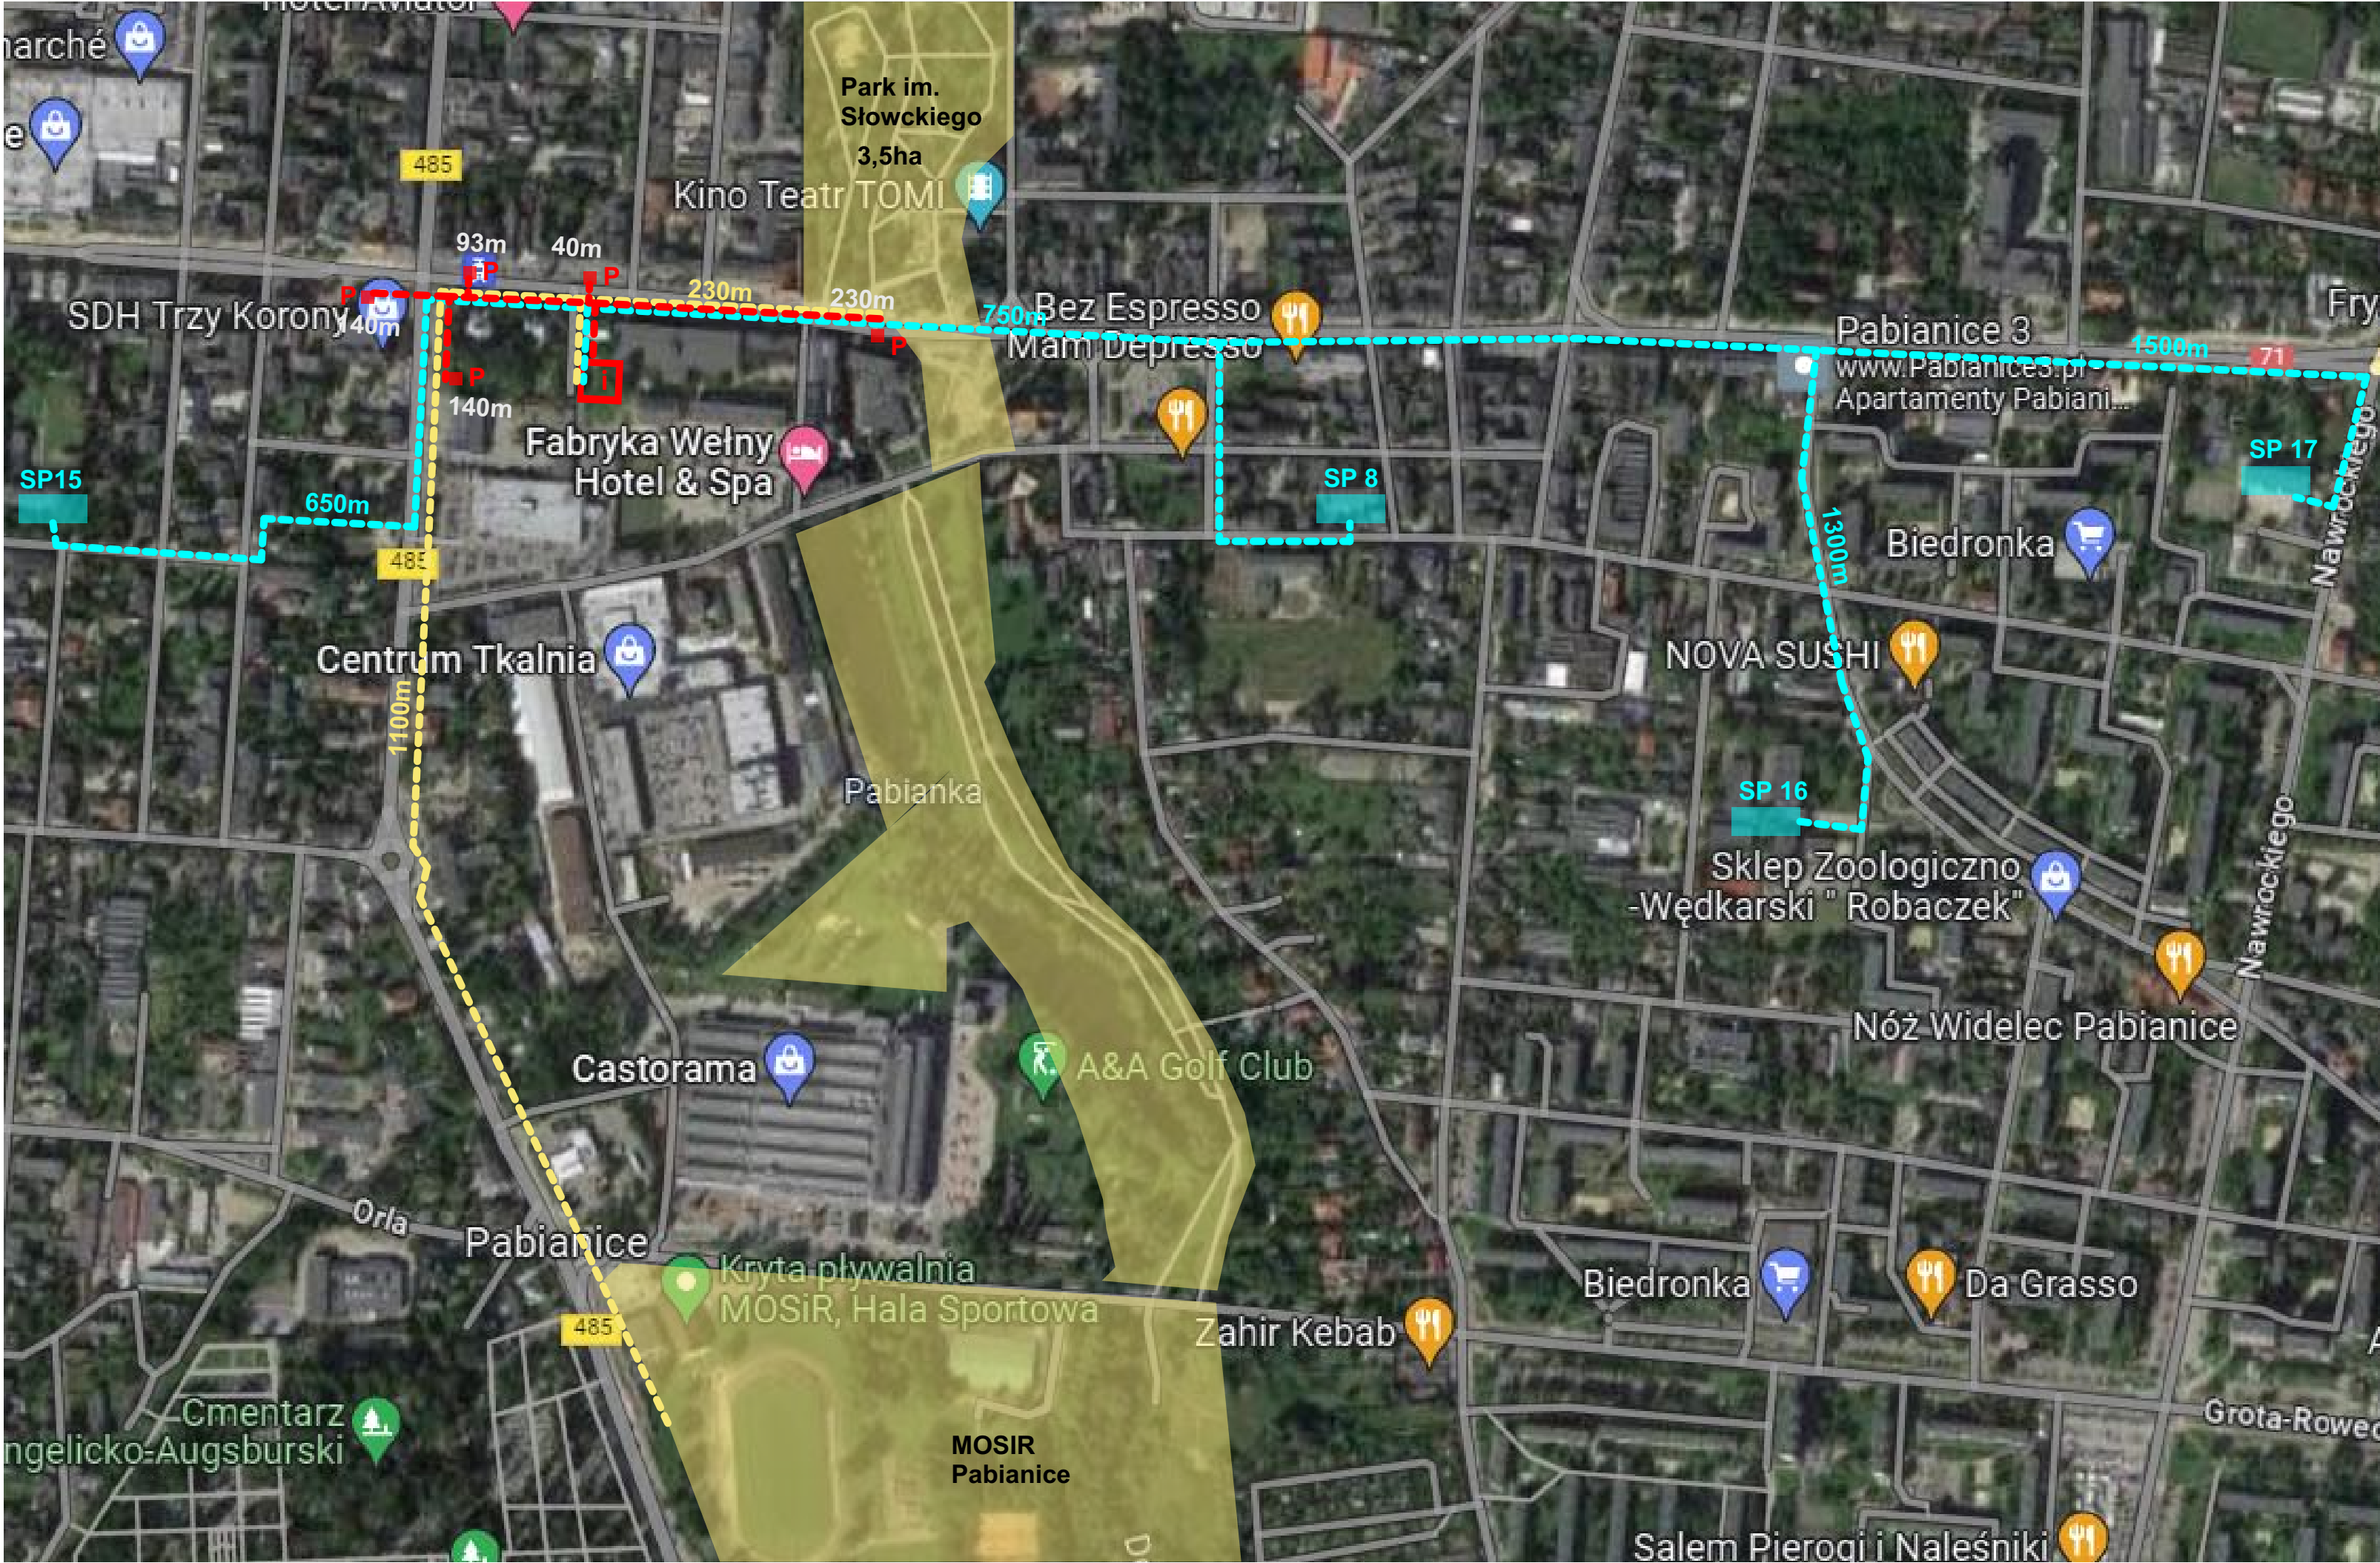 Hotel Aviator
narché
e
485
Park im.
Słowckiego
3,5ha
Kino Teatr TOMI
93m
40m
P
P
P
SDH Trzy Korony
140m
230m
230m
P
750m
Bez Espresso
Mam Depresso
Pabianice 3
www.Pabianice3.pl -
Apartamenty Pabiani...
1500m
71
Fry
P
140m
i
Fabryka Wełny
Hotel & Spa
SP15
650m
SP 8
SP 17
Nawrockiego
485
1300m
Biedronka
Centrum Tkalnia
NOVA SUSHI
1100m
Pabianka
SP 16
Sklep Zoologiczno
-Wędkarski " Robaczek"
Nawrockiego
Nóż Widelec Pabianice
Castorama
A&A Golf Club
Orla
Pabianice
Kryta pływalnia
MOSiR, Hala Sportowa
485
Zahir Kebab
Biedronka
Da Grasso
Cmentarz
ngelicko-Augsburski
MOSIR
Pabianice
Grota-Rowec
Salem Pierogi i Naleśniki